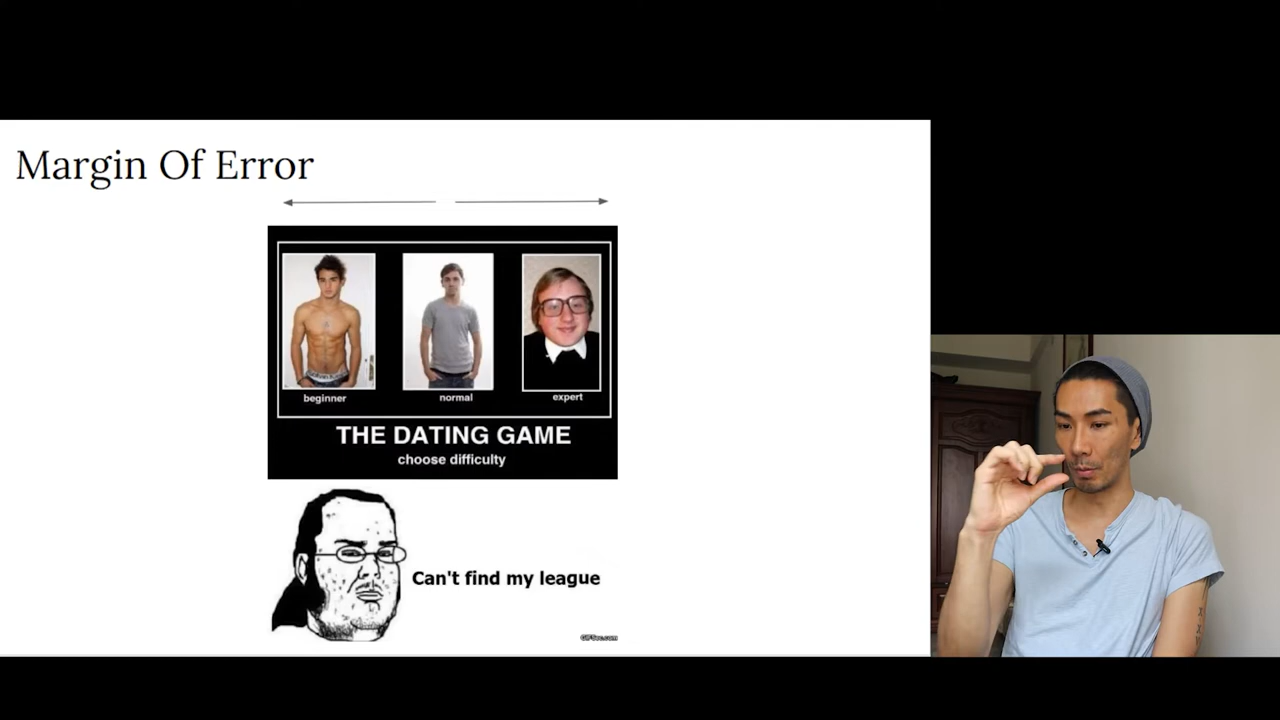 Margin Of Error
beginner
normal
expert
THE DATING GAME
choose difficulty
Can't find my league